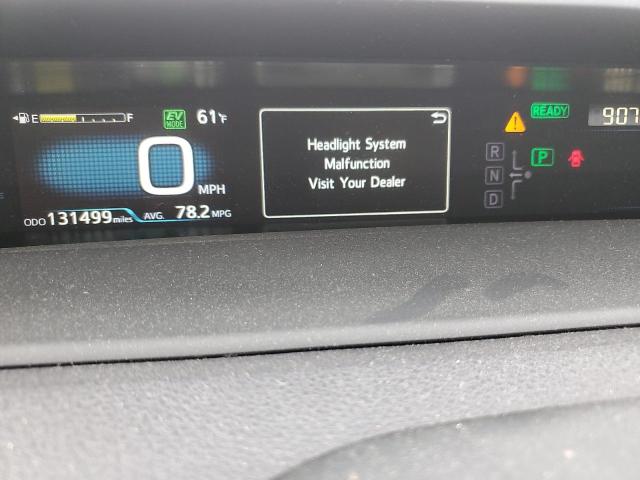 E F
EV MODE
61°F
0 MPH
ODO 131499 miles AVG. 78.2 MPG
Headlight System
Malfunction
Visit Your Dealer
READY
907
R
N
D
P